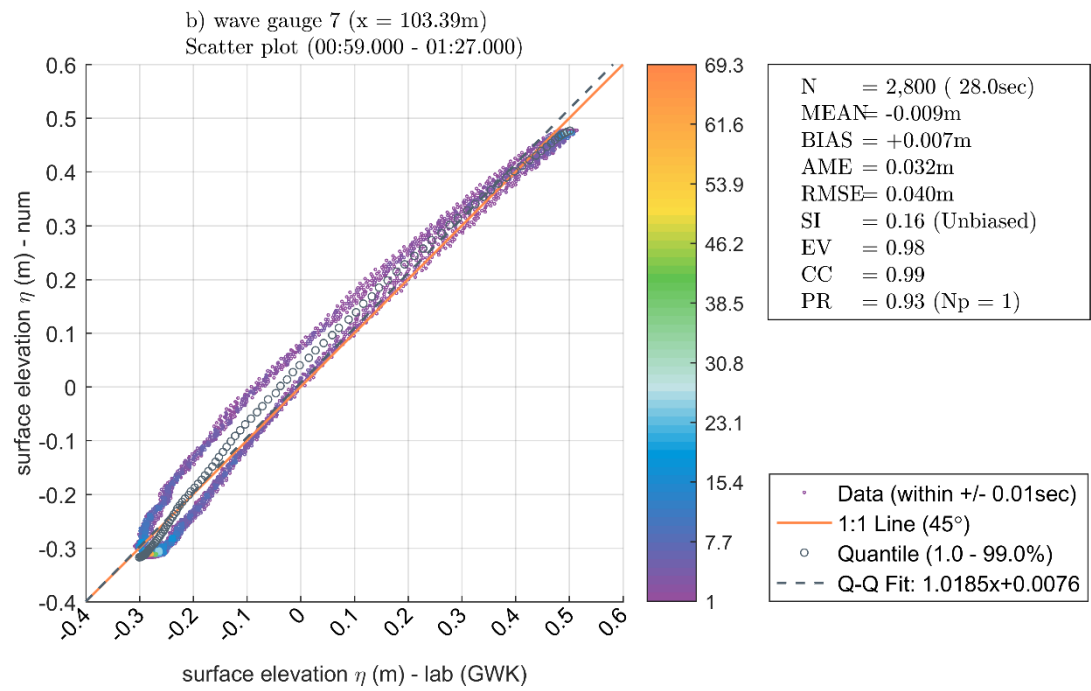 b) wave gauge 7 (x = 103.39m)
Scatter plot (00:59.000 - 01:27.000)
surface elevation η (m) - num
0.6
0.5
0.4
0.3
0.2
0.1
0
-0.1
-0.2
-0.3
-0.4
-0.4
-0.3
-0.2
-0.1
0
0.1
0.2
0.3
0.4
0.5
0.6
surface elevation η (m) - lab (GWK)
69.3
61.6
53.9
46.2
38.5
30.8
23.1
15.4
7.7
1
N = 2,800 ( 28.0sec)
MEAN= -0.009m
BIAS = +0.007m
AME = 0.032m
RMSE= 0.040m
SI = 0.16 (Unbiased)
EV = 0.98
CC = 0.99
PR = 0.93 (Np = 1)
Data (within +/- 0.01sec)
1:1 Line (45°)
Quantile (1.0 - 99.0%)
Q-Q Fit: 1.0185x+0.0076